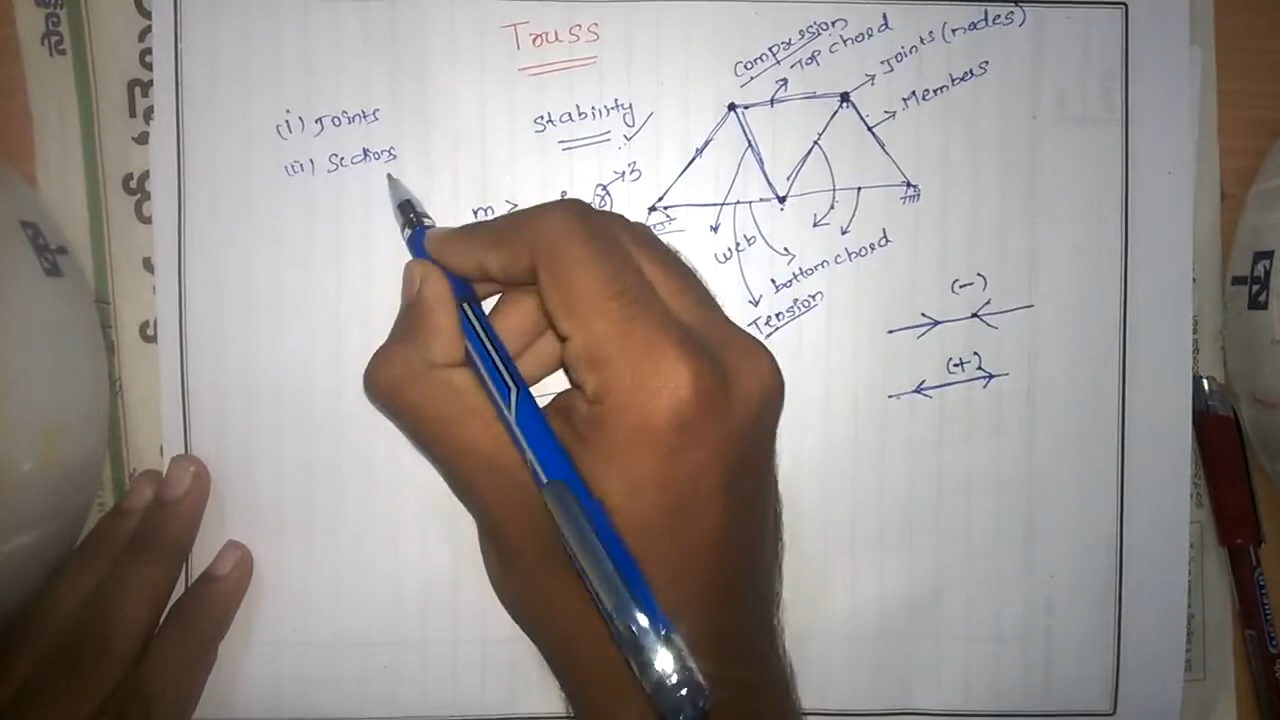 Truss
(i) Joints
(ii) Sections
stability
m >
3
compression
Top chord
Joints (nodes)
Members
Web
bottom chord
Tension
(-)
(+)